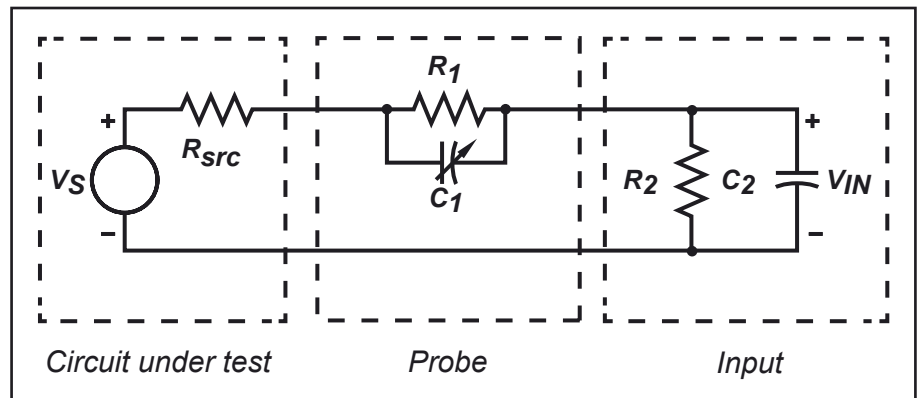 R1
+
Rsrc
VS
C1
R2
C2
+
VIN
−
−
Circuit under test
Probe
Input